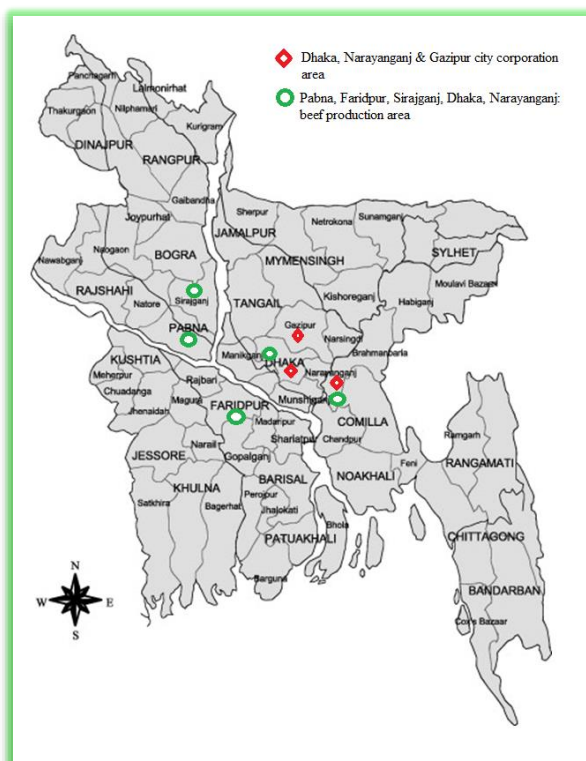 Dhaka, Narayanganj & Gazipur city corporation
area
Pabna, Faridpur, Sirajganj, Dhaka, Narayanganj:
beef production area
Panchagarh
Lalmonirhat
Thakurgaon
Nilphamari
Kurigram
DINAJPUR
RANGPUR
Gaibandha
Joypurhat
Sherpur
JAMALPUR
Netrokona
Sunamganj
SYLHET
Nawabganj
Naogaon
BOGRA
MYMENSINGH
Moulavi Bazar
RAJSHAHI
Natore
Sirajganj
TANGAIL
Kishoreganj
Habiganj
PABNA
Gazipur
Narsingdi
Brahmanbaria
KUSHTIA
Manikganj
DHAKA
Narayanganj
Meherpur
Rajbari
Chuadanga
Magura
FARIDPUR
Jhenaidah
Madaripur
COMILLA
Narail
Shariatpur
Chandpur
JESSORE
Gopalganj
Ramgarh
KHULNA
BARISAL
NOAKHALI
Feni
RANGAMATI
Satkhira
Bagerhat
Perojpur
Jhalokati
Bhola
PATUAKHALI
CHITTAGONG
Barguna
BANDARBAN
Cox's Bazaar
N
W
E
S